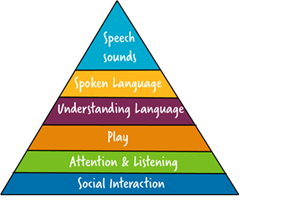 Speech
sounds
Spoken Language
Understanding Language
Play
Attention & Listening
Social Interaction